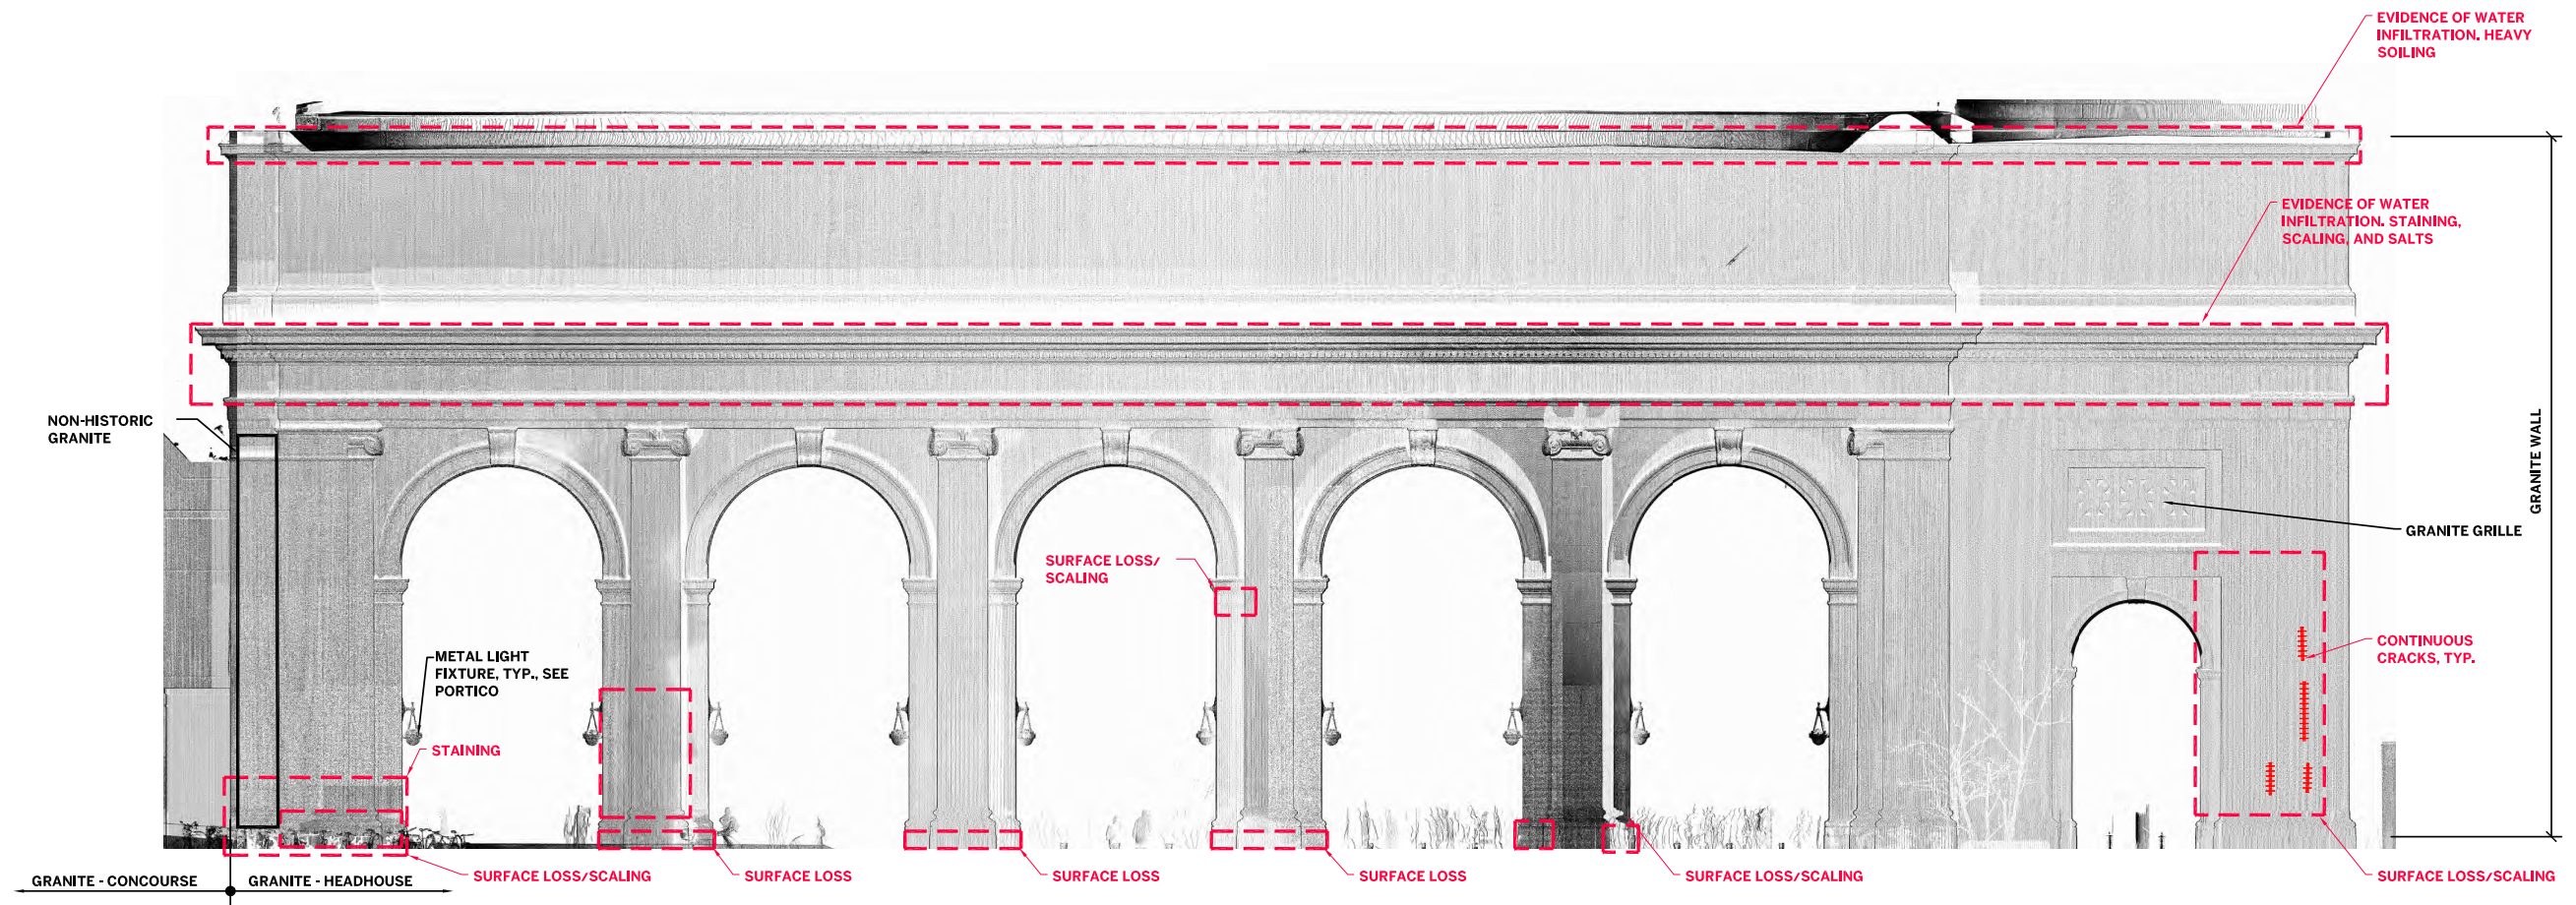 EVIDENCE OF WATER
INFILTRATION. HEAVY
SOILING
EVIDENCE OF WATER
INFILTRATION. STAINING,
SCALING, AND SALTS
NON-HISTORIC
GRANITE
GRANITE WALL
GRANITE GRILLE
SURFACE LOSS/
SCALING
METAL LIGHT
FIXTURE, TYP., SEE
PORTICO
CONTINUOUS
CRACKS, TYP.
STAINING
GRANITE - CONCOURSE
GRANITE - HEADHOUSE
SURFACE LOSS/SCALING
SURFACE LOSS
SURFACE LOSS
SURFACE LOSS
SURFACE LOSS/SCALING
SURFACE LOSS/SCALING